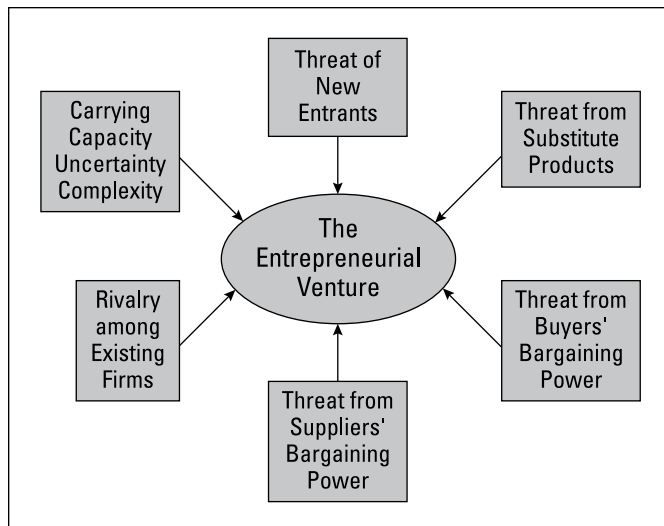 Threat of
New
Entrants
Carrying
Capacity
Uncertainty
Complexity
Threat from
Substitute
Products
The
Entrepreneurial
Venture
Rivalry
among
Existing
Firms
Threat from
Buyers'
Bargaining
Power
Threat from
Suppliers'
Bargaining
Power